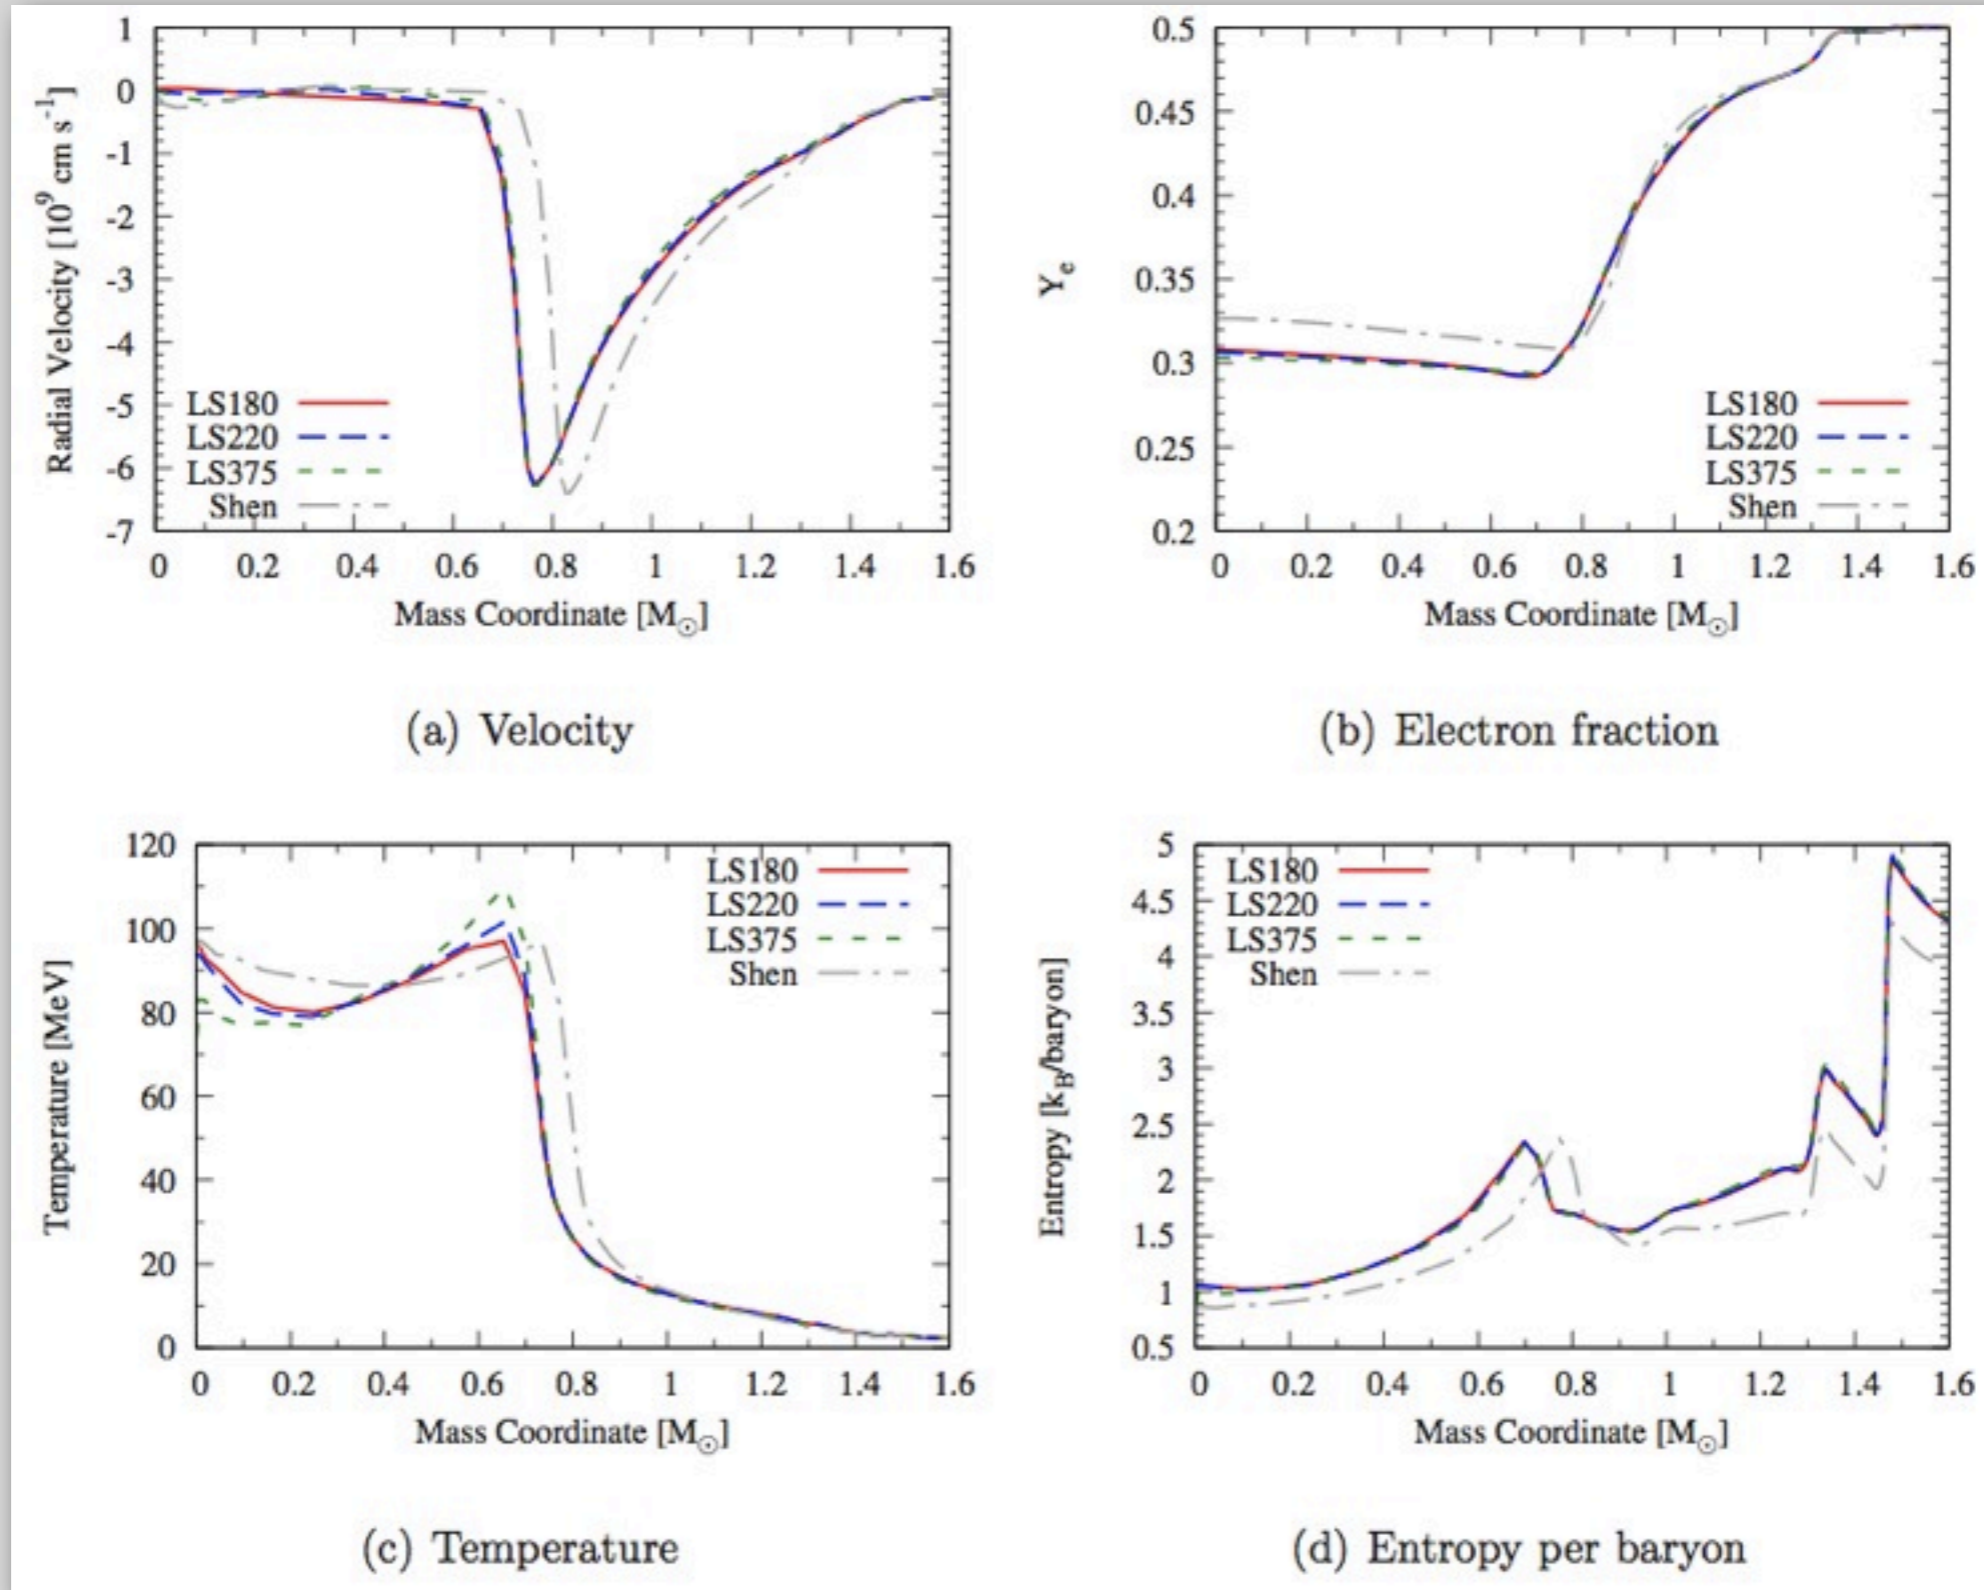 1
0
-1
-2
-3
-4
-5
-6
-7
Radial Velocity [10^9 cm s^-1]
LS180
LS220
LS375
Shen
0 0.2 0.4 0.6 0.8 1 1.2 1.4 1.6
Mass Coordinate [M⊙]
(a) Velocity
0.5
0.45
0.4
0.35
0.3
0.25
0.2
Y_e
LS180
LS220
LS375
Shen
0 0.2 0.4 0.6 0.8 1 1.2 1.4 1.6
Mass Coordinate [M⊙]
(b) Electron fraction
120
100
80
60
40
20
0
Temperature [MeV]
LS180
LS220
LS375
Shen
0 0.2 0.4 0.6 0.8 1 1.2 1.4 1.6
Mass Coordinate [M⊙]
(c) Temperature
5
4.5
4
3.5
3
2.5
2
1.5
1
0.5
Entropy [k_B/baryon]
LS180
LS220
LS375
Shen
0 0.2 0.4 0.6 0.8 1 1.2 1.4 1.6
Mass Coordinate [M⊙]
(d) Entropy per baryon